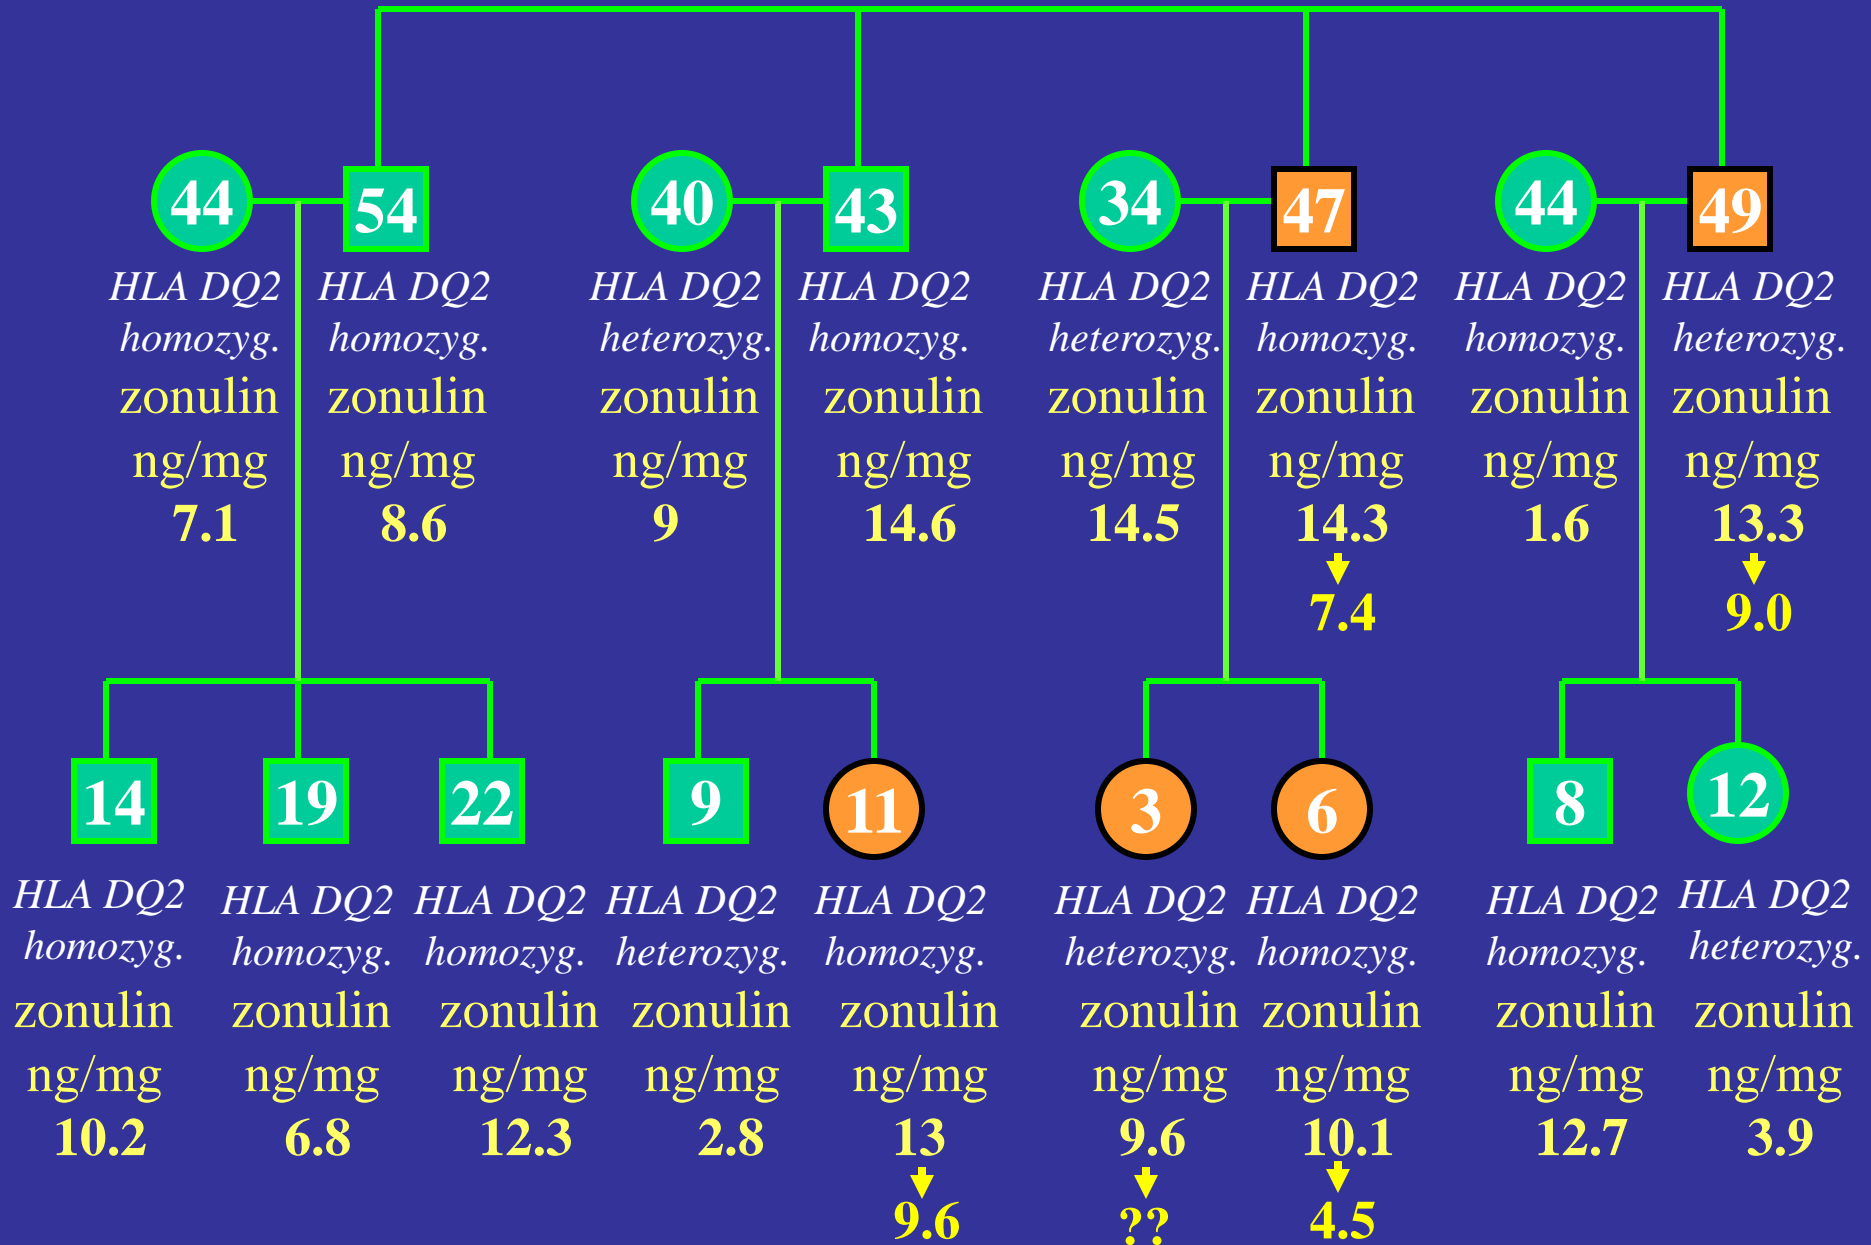 44 54 40 43 34 47 44 49
HLA DQ2 HLA DQ2 HLA DQ2 HLA DQ2 HLA DQ2 HLA DQ2 HLA DQ2 HLA DQ2
homozyg. homozyg. heterozyg. homozyg. heterozyg. homozyg. homozyg. heterozyg.
zonulin zonulin zonulin zonulin zonulin zonulin zonulin zonulin
ng/mg ng/mg ng/mg ng/mg ng/mg ng/mg ng/mg ng/mg
7.1 8.6 9 14.6 14.5 14.3 1.6 13.3
7.4 9.0
14 19 22 9 11 3 6 8 12
HLA DQ2 HLA DQ2 HLA DQ2 HLA DQ2 HLA DQ2 HLA DQ2 HLA DQ2 HLA DQ2 HLA DQ2
homozyg. homozyg. homozyg. heterozyg. homozyg. heterozyg. homozyg. homozyg. heterozyg.
zonulin zonulin zonulin zonulin zonulin zonulin zonulin zonulin zonulin
ng/mg ng/mg ng/mg ng/mg ng/mg ng/mg ng/mg ng/mg ng/mg
10.2 6.8 12.3 2.8 13 9.6 10.1 12.7 3.9
9.6 ?? 4.5